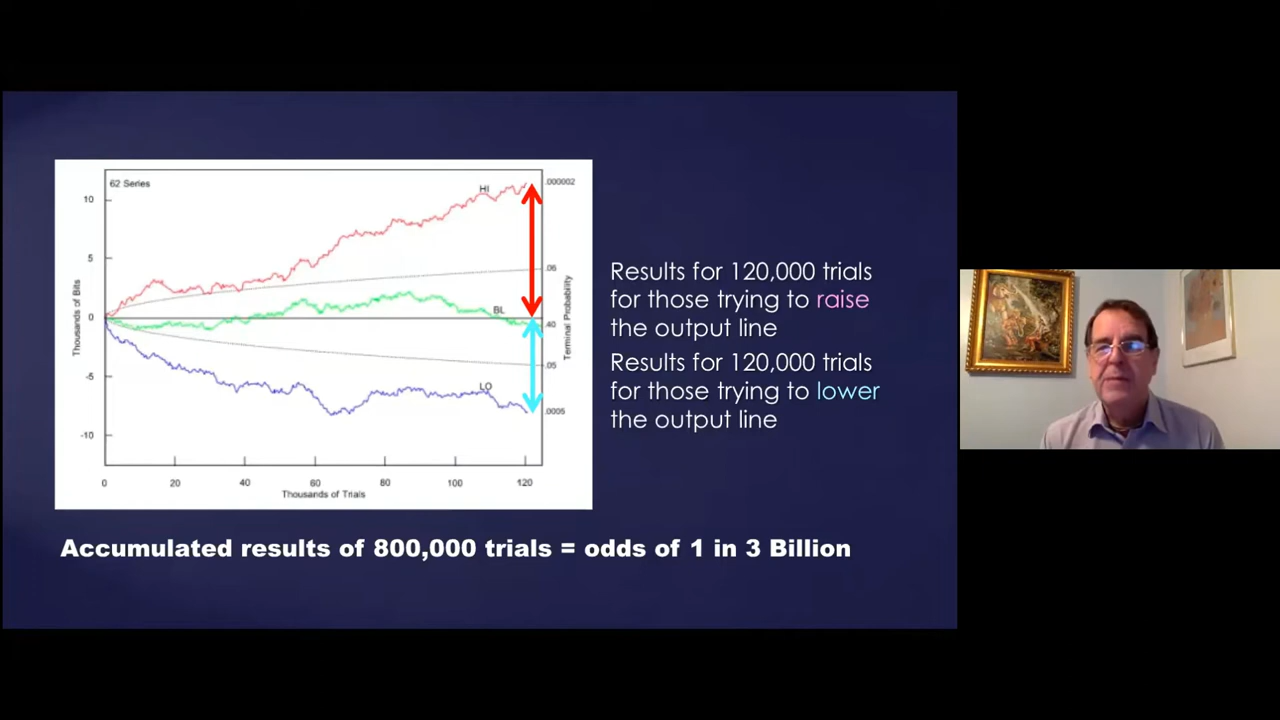 62 Series
10
5
0
-5
-10
Thousands of Bits
HI
BL
LO
.000002
.06
.40
.05
.0005
Terminal Probability
0 20 40 60 80 100 120
Thousands of Trials
Results for 120,000 trials
for those trying to raise
the output line
Results for 120,000 trials
for those trying to lower
the output line
Accumulated results of 800,000 trials = odds of 1 in 3 Billion